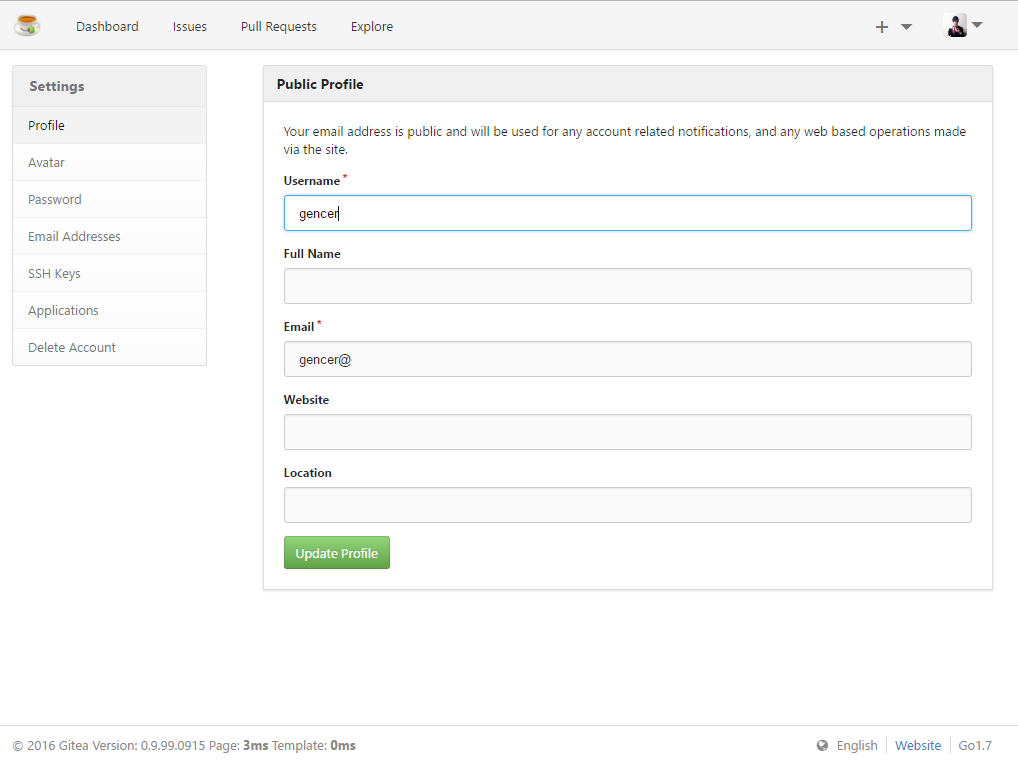 Dashboard Issues Pull Requests Explore
Settings
Profile
Avatar
Password
Email Addresses
SSH Keys
Applications
Delete Account
Public Profile
Your email address is public and will be used for any account related notifications, and any web based operations made
via the site.
Username *
gencer
Full Name
Email *
gencer@
Website
Location
Update Profile
© 2016 Gitea Version: 0.9.99.0915 Page: 3ms Template: 0ms
English Website Go1.7